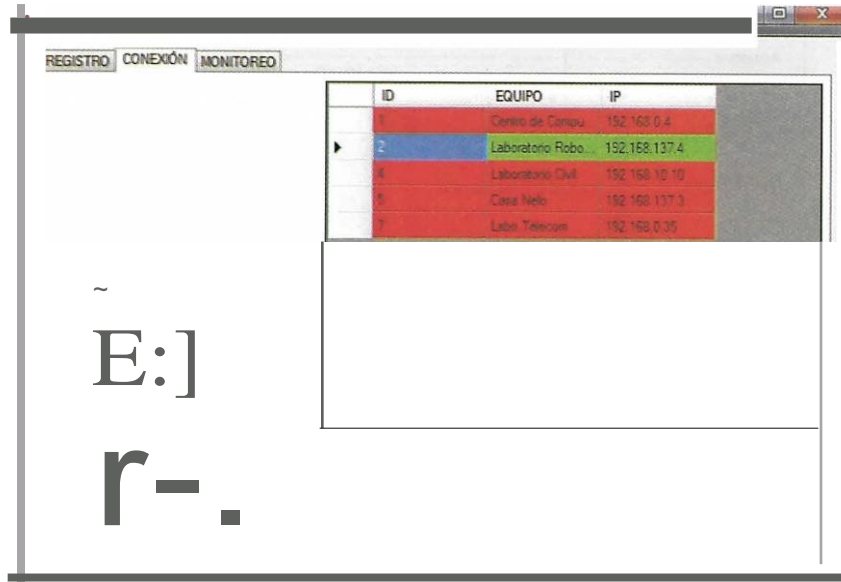 REGISTRO CONEXIÓN MONITOREO
ID EQUIPO IP
1 Centro de Compu 192.168.0.4
2 Laboratorio Robo... 192.168.137.4
4 Laboratorio Civil 192.168.10.10
5 Casa Nelo 192.168.137.3
7 Labo Telecom 192.168.0.35
~
E:]
r-.